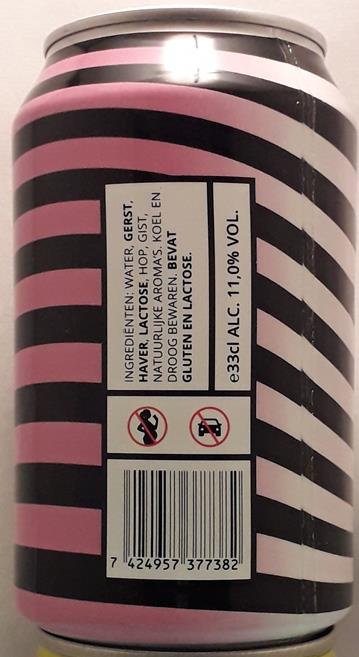 INGREDIËNTEN: WATER, GERST,
HAVER, LACTOSE, HOP, GIST,
NATUURLIJKE AROMA'S. KOEL EN
DROOG BEWAREN. BEVAT
GLUTEN EN LACTOSE.
e33cl ALC. 11,0% VOL.
7 424957 377382